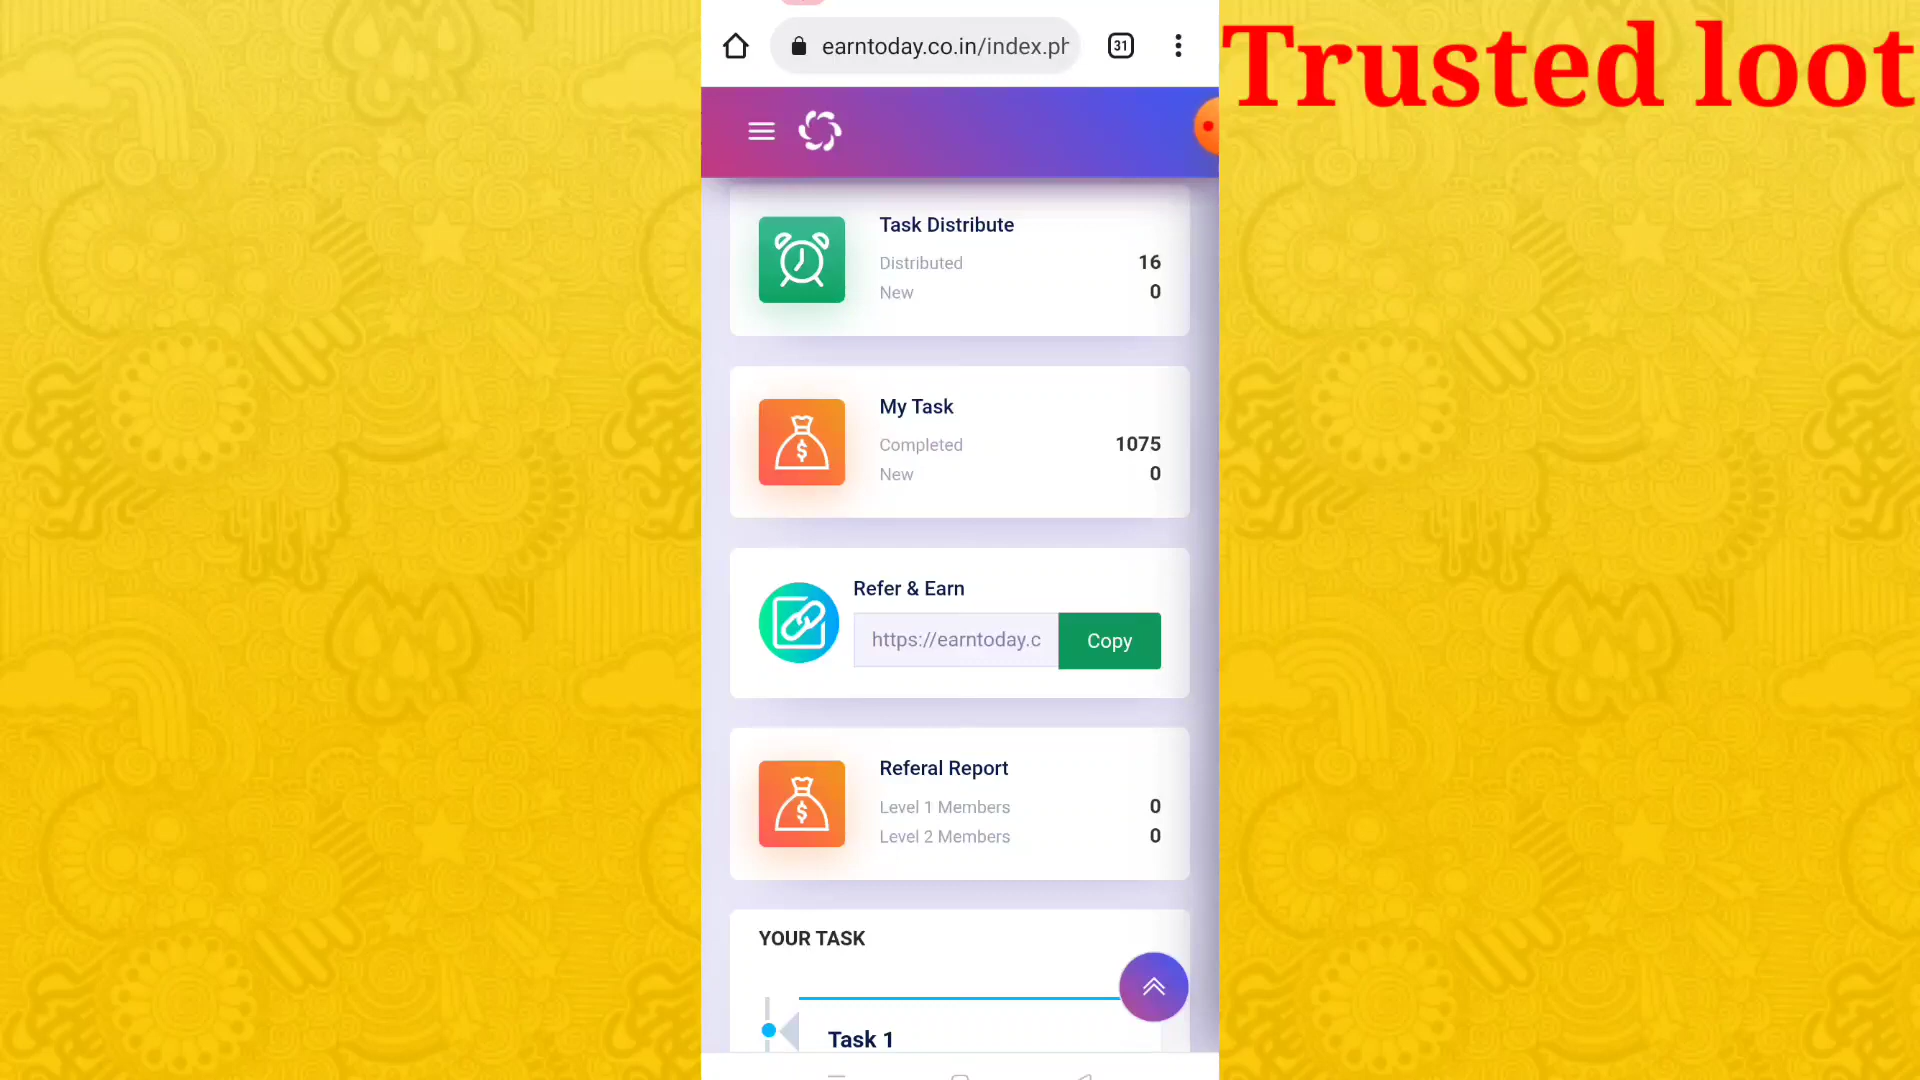 earntoday.co.in/index.ph
31
Trusted loot
Task Distribute
Distributed 16
New 0
My Task
Completed 1075
New 0
Refer & Earn
https://earntoday.c Copy
Referal Report
Level 1 Members 0
Level 2 Members 0
YOUR TASK
Task 1